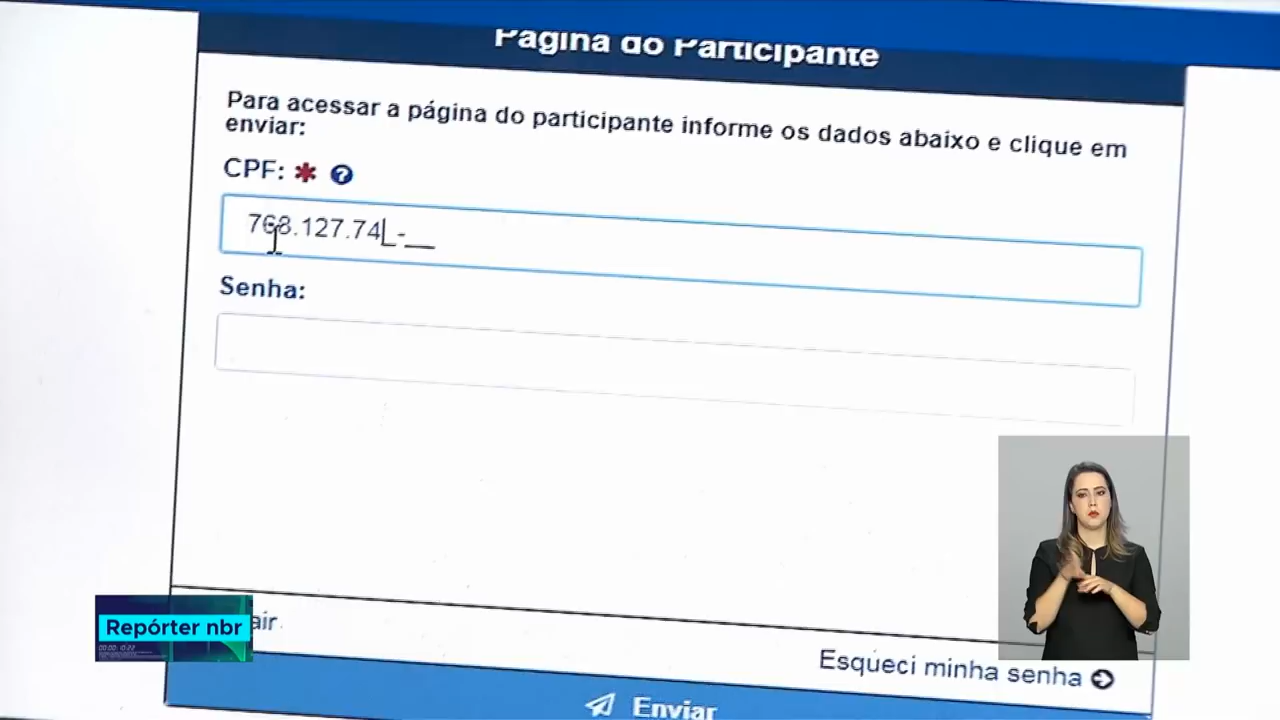 Página do Participante
Para acessar a página do participante informe os dados abaixo e clique em
enviar:
CPF: * ?
768.127.74_-__
Senha:
Repórter nbr
air
Esqueci minha senha
Enviar